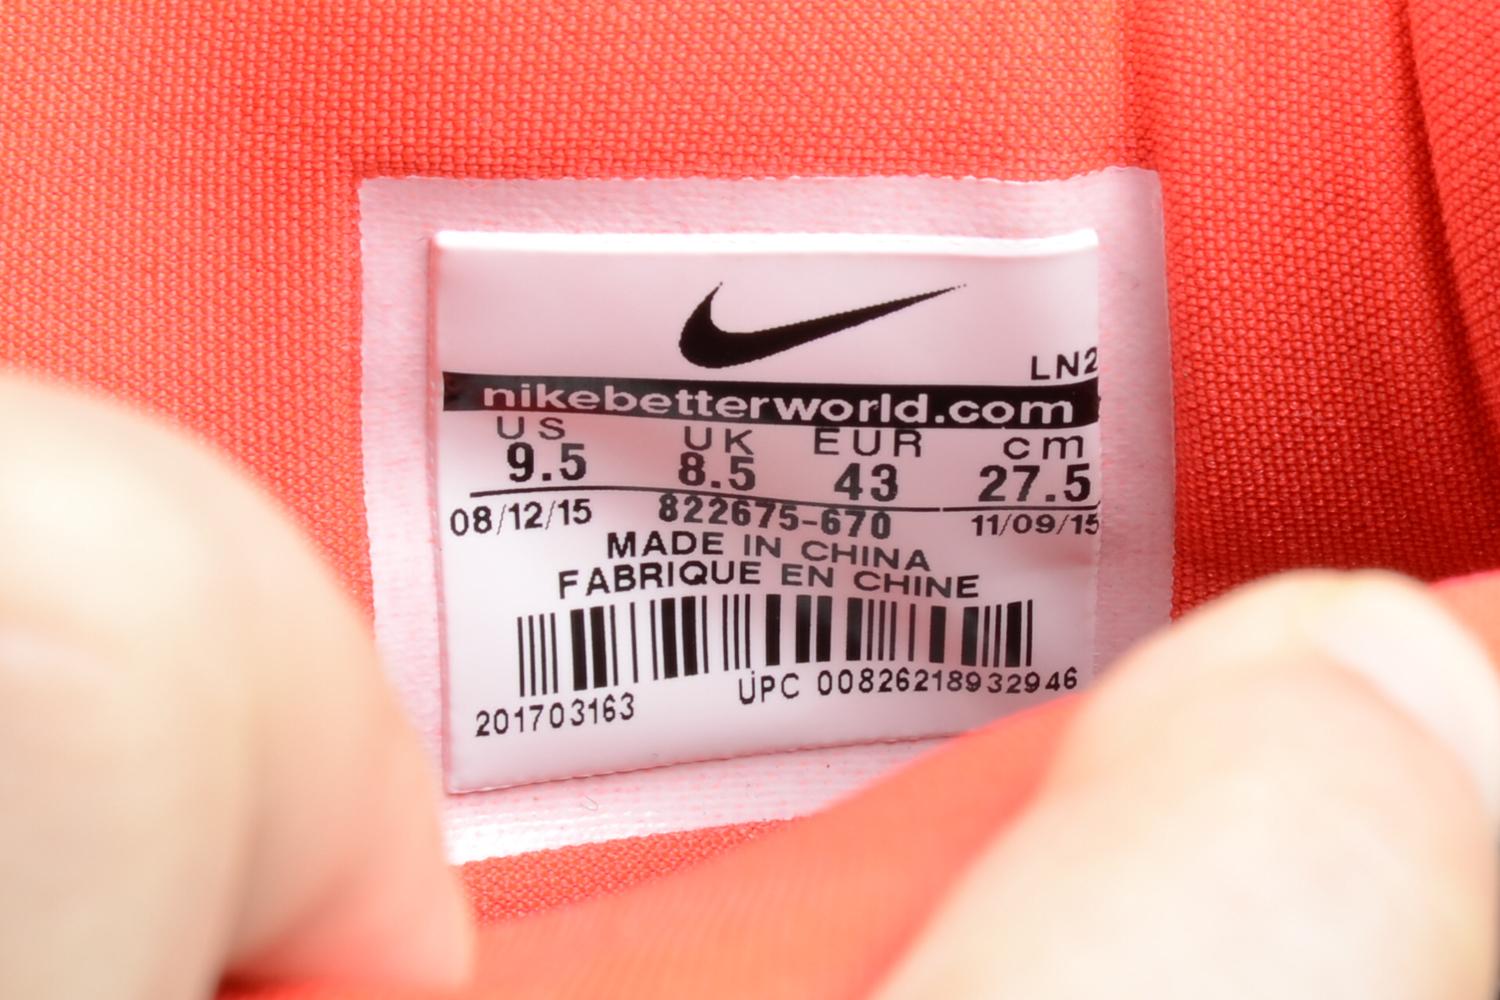 LN2
nikebetterworld.com
US UK EUR cm
9.5 8.5 43 27.5
08/12/15 822675-670 11/09/15
MADE IN CHINA
FABRIQUE EN CHINE
UPC 00826218932946
201703163